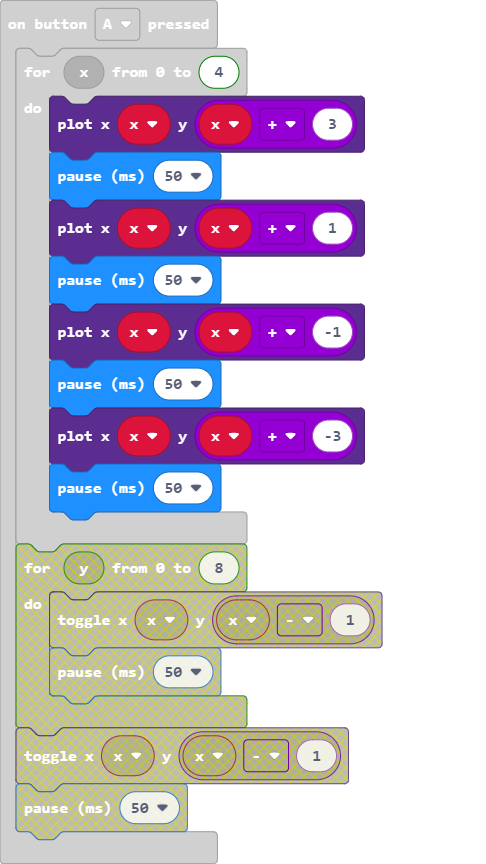 on button A pressed
for x from 0 to 4
do
plot x x y x + 3
pause (ms) 50
plot x x y x + 1
pause (ms) 50
plot x x y x + -1
pause (ms) 50
plot x x y x + -3
pause (ms) 50
for y from 0 to 8
do
toggle x x y x - 1
pause (ms) 50
toggle x x y x - 1
pause (ms) 50